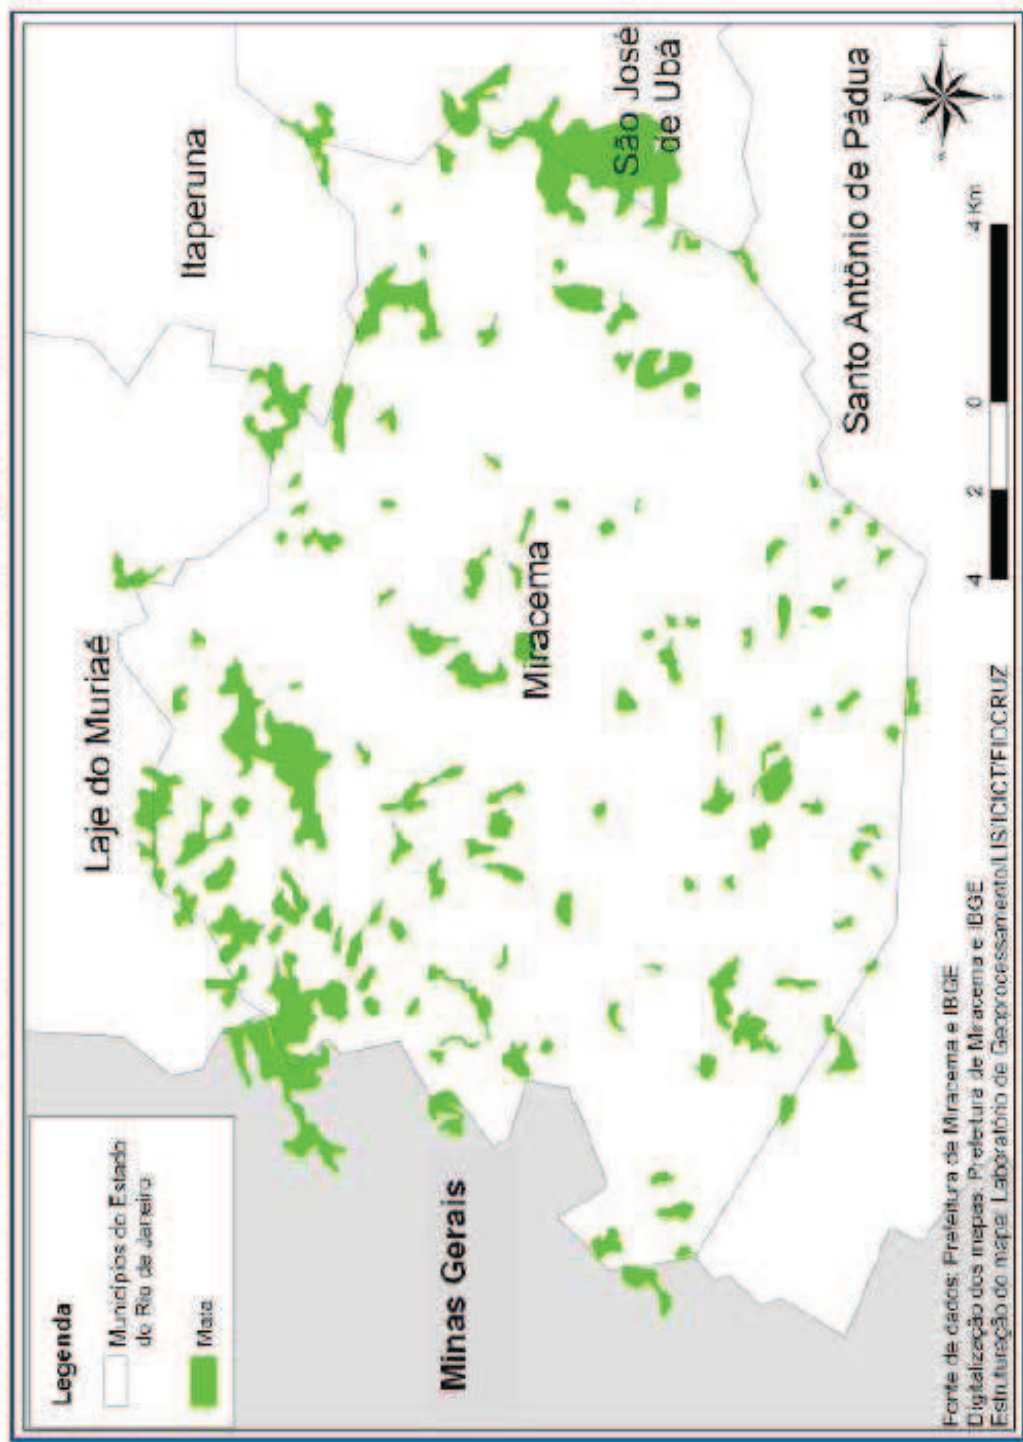 Legenda
Municípios do Estado
do Rio de Janeiro
Mata
Minas Gerais
Laje do Muriaé
Itaperuna
Miracema
São José
de Ubá
Santo Antônio de Pádua
4 2 0 4 Km
Fonte de dados: Prefeitura de Miracema e IBGE
Digitalização dos mapas: Prefeitura de Miracema e IBGE
Estruturação do mapa: Laboratório de Geoprocessamento/LIS/ICICT/FIOCRUZ